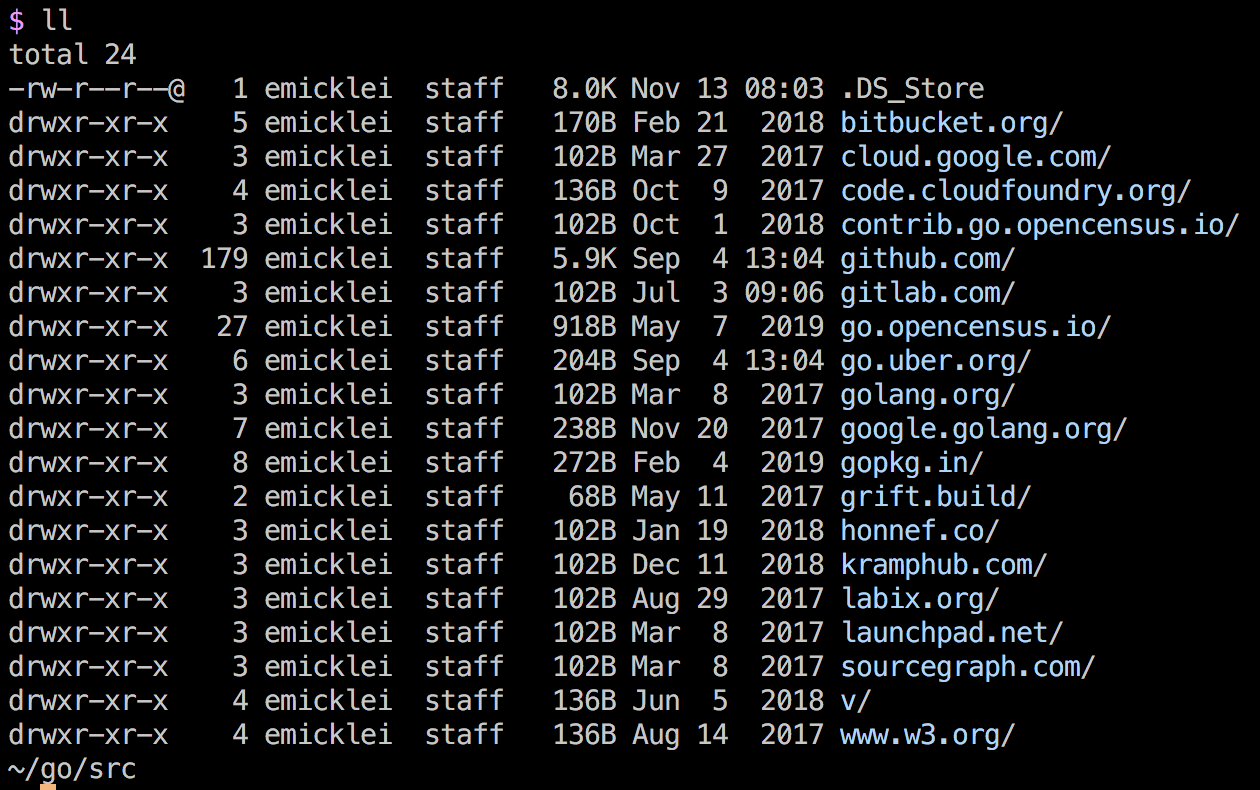 $ ll
total 24
-rw-r--r--@   1 emicklei  staff   8.0K Nov 13 08:03 .DS_Store
drwxr-xr-x    5 emicklei  staff   170B Feb 21  2018 bitbucket.org/
drwxr-xr-x    3 emicklei  staff   102B Mar 27  2017 cloud.google.com/
drwxr-xr-x    4 emicklei  staff   136B Oct  9  2017 code.cloudfoundry.org/
drwxr-xr-x    3 emicklei  staff   102B Oct  1  2018 contrib.go.opencensus.io/
drwxr-xr-x  179 emicklei  staff   5.9K Sep  4 13:04 github.com/
drwxr-xr-x    3 emicklei  staff   102B Jul  3 09:06 gitlab.com/
drwxr-xr-x   27 emicklei  staff   918B May  7  2019 go.opencensus.io/
drwxr-xr-x    6 emicklei  staff   204B Sep  4 13:04 go.uber.org/
drwxr-xr-x    3 emicklei  staff   102B Mar  8  2017 golang.org/
drwxr-xr-x    7 emicklei  staff   238B Nov 20  2017 google.golang.org/
drwxr-xr-x    8 emicklei  staff   272B Feb  4  2019 gopkg.in/
drwxr-xr-x    2 emicklei  staff    68B May 11  2017 grift.build/
drwxr-xr-x    3 emicklei  staff   102B Jan 19  2018 honnef.co/
drwxr-xr-x    3 emicklei  staff   102B Dec 11  2018 kramphub.com/
drwxr-xr-x    3 emicklei  staff   102B Aug 29  2017 labix.org/
drwxr-xr-x    3 emicklei  staff   102B Mar  8  2017 launchpad.net/
drwxr-xr-x    3 emicklei  staff   102B Mar  8  2017 sourcegraph.com/
drwxr-xr-x    4 emicklei  staff   136B Jun  5  2018 v/
drwxr-xr-x    4 emicklei  staff   136B Aug 14  2017 www.w3.org/
~/go/src